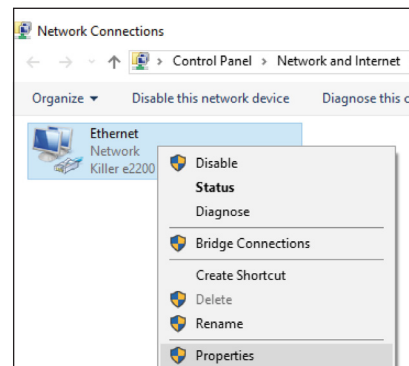 Network Connections
Control Panel > Network and Internet
Organize Disable this network device Diagnose this c
Ethernet
Network
Killer e2200
Disable
Status
Diagnose
Bridge Connections
Create Shortcut
Delete
Rename
Properties